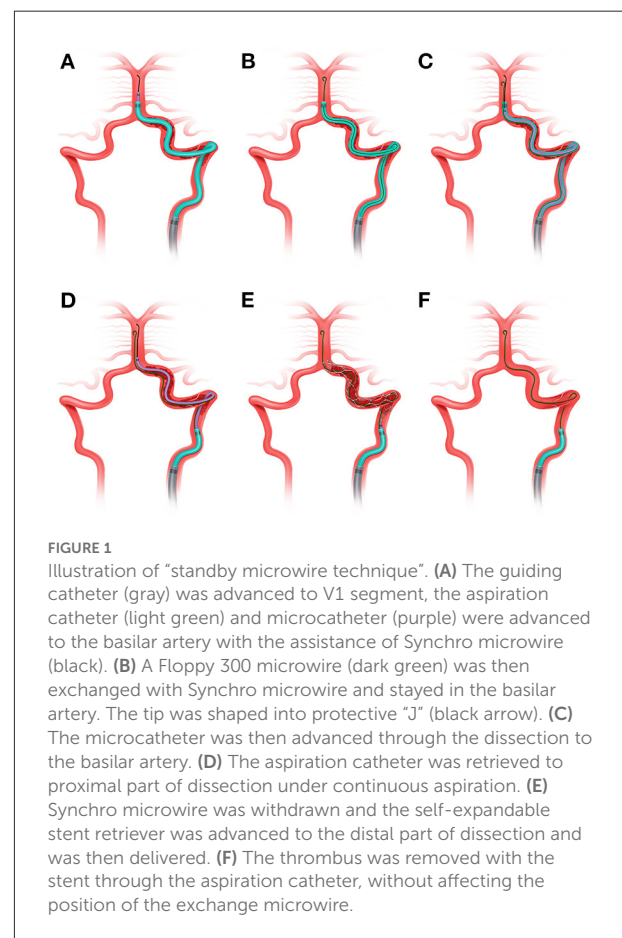 A
B
C
D
E
F
FIGURE 1
Illustration of “standby microwire technique”. (A) The guiding
catheter (gray) was advanced to V1 segment, the aspiration
catheter (light green) and microcatheter (purple) were advanced
to the basilar artery with the assistance of Synchro microwire
(black). (B) A Floppy 300 microwire (dark green) was then
exchanged with Synchro microwire and stayed in the basilar
artery. The tip was shaped into protective “J” (black arrow). (C)
The microcatheter was then advanced through the dissection to
the basilar artery. (D) The aspiration catheter was retrieved to
proximal part of dissection under continuous aspiration. (E)
Synchro microwire was withdrawn and the self-expandable
stent retriever was advanced to the distal part of dissection and
was then delivered. (F) The thrombus was removed with the
stent through the aspiration catheter, without affecting the
position of the exchange microwire.